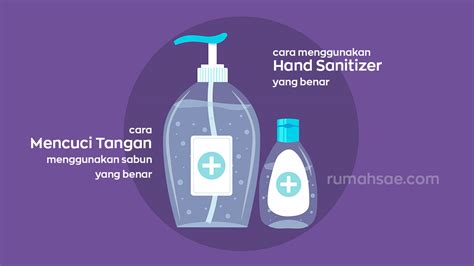 cara menggunakan
Hand Sanitizer
yang benar
cara
Mencuci Tangan
menggunakan sabun
yang benar
rumahsae.com